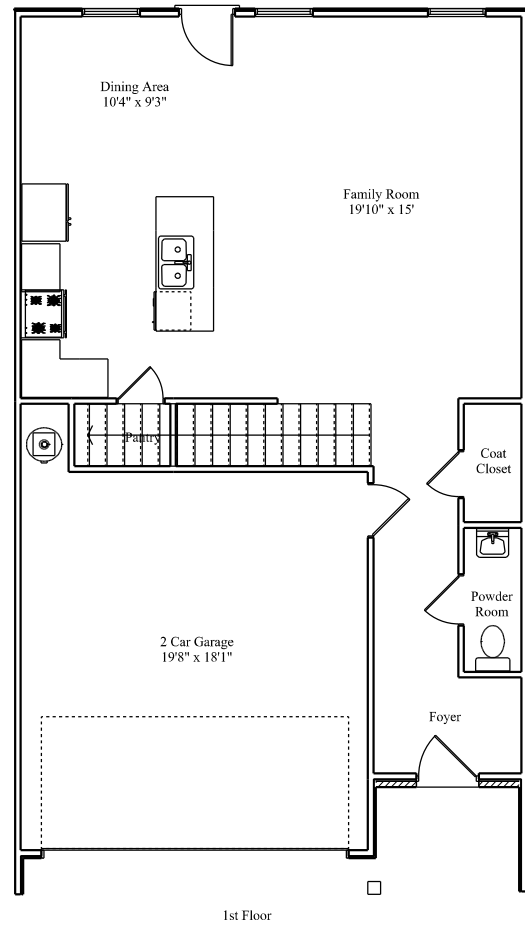 Dining Area
10'4" x 9'3"
Family Room
19'10" x 15'
Pantry
Coat
Closet
Powder
Room
2 Car Garage
19'8" x 18'1"
Foyer
1st Floor